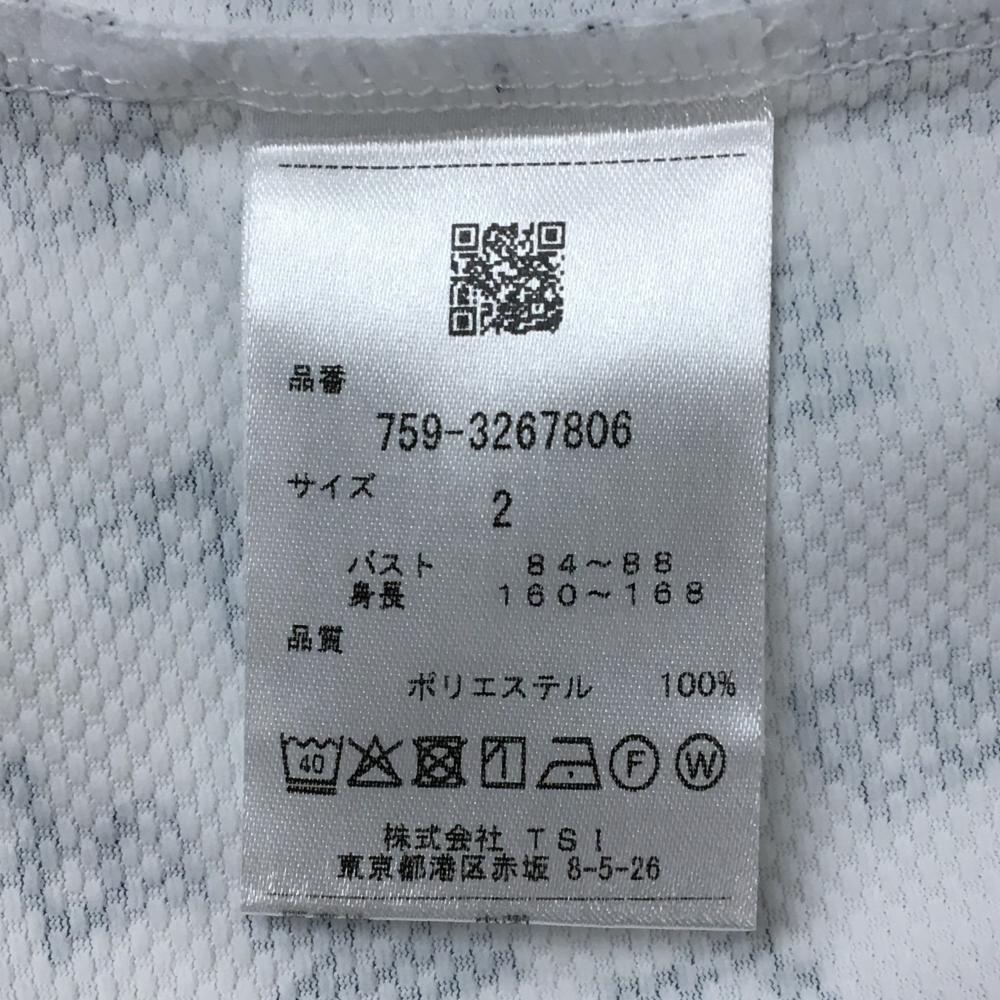 品番
759-3267806
サイズ
2
バスト 84～88
身長 160～168
品質
ポリエステル 100%
40 F W
株式会社 TSI
東京都港区赤坂 8-5-26